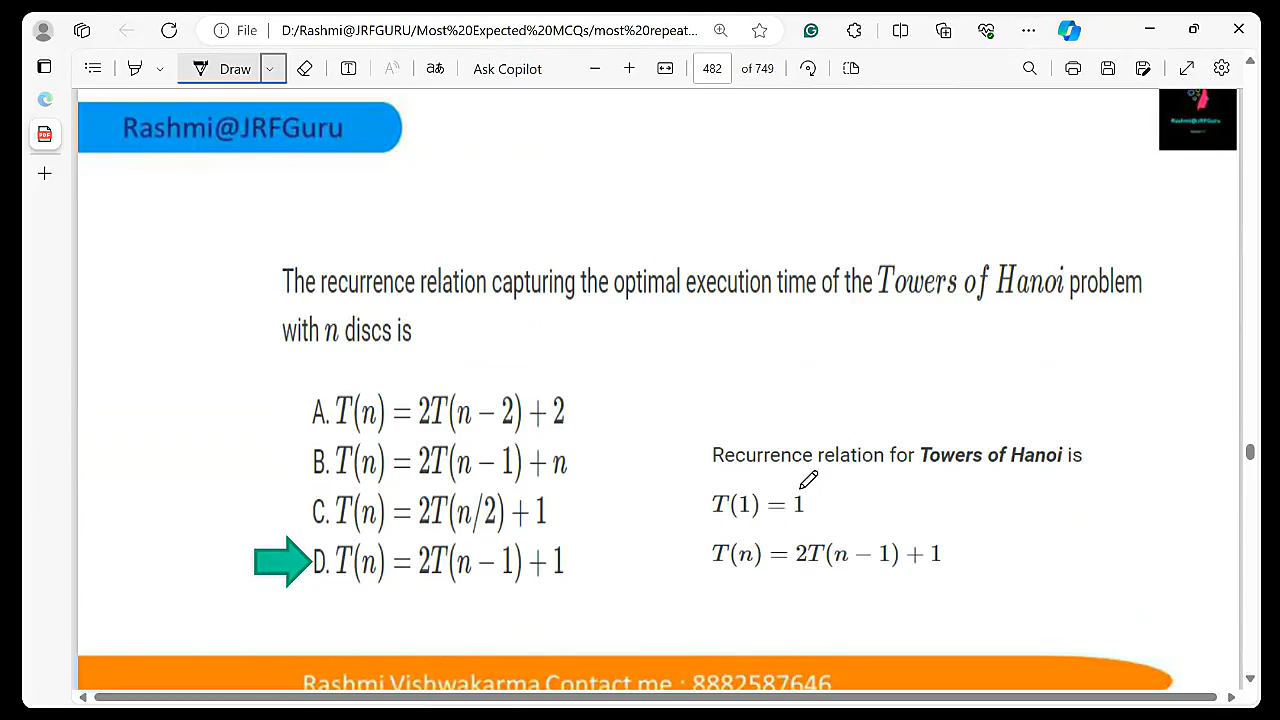 File
D:/Rashmi@JRFGURU/Most%20Expected%20MCQs/most%20repeat...
Draw
Ask Copilot
482 of 749
Rashmi@JRFGuru
Rashmi@JRFGuru
The recurrence relation capturing the optimal execution time of the Towers of Hanoi problem
with n discs is
A. T(n) = 2T(n − 2) + 2
B. T(n) = 2T(n − 1) + n
C. T(n) = 2T(n/2) + 1
D. T(n) = 2T(n − 1) + 1
Recurrence relation for Towers of Hanoi is
T(1) = 1
T(n) = 2T(n − 1) + 1
Rashmi Vishwakarma Contact me : 8882587646